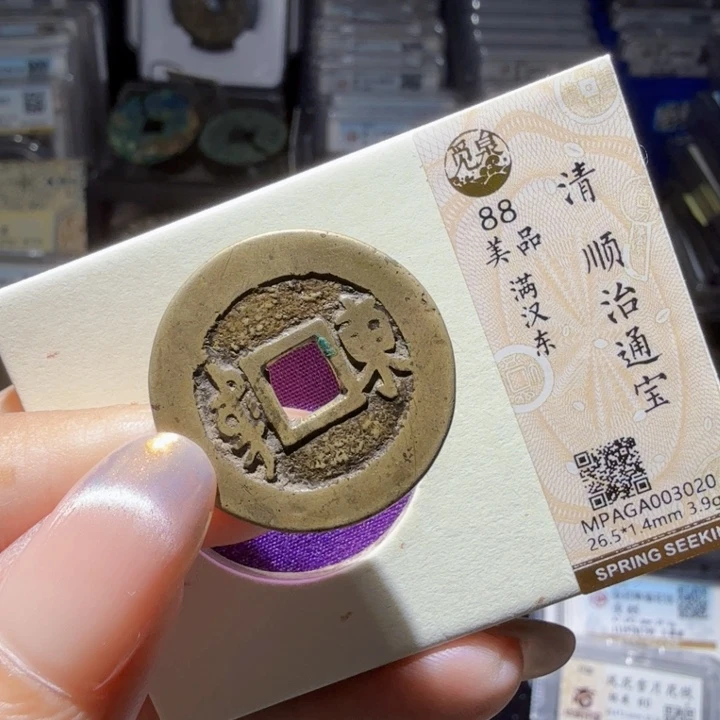 觅泉
清
顺治通宝
88
美品
满汉东
MPAGA003020
26.5*1.4mm 3.9g
SPRING SEEKI
東